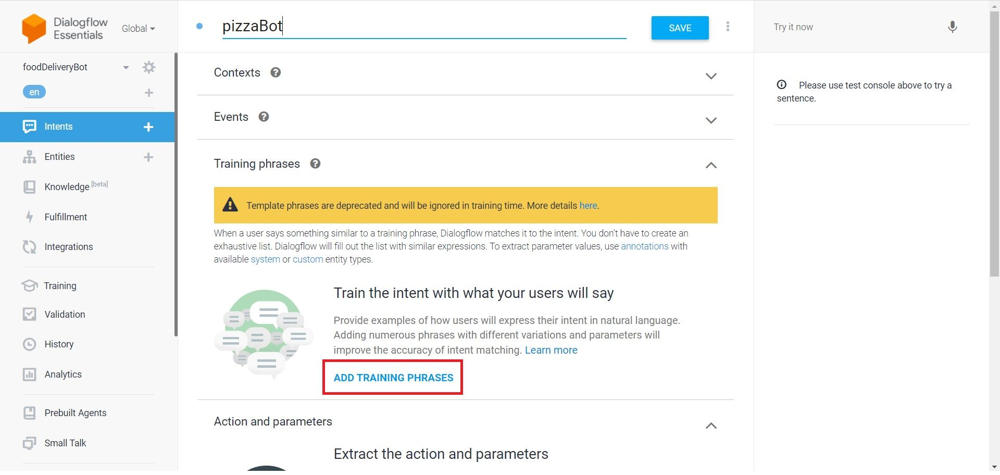 Dialogflow
Essentials
Global
foodDeliveryBot
en
Intents
Entities
Knowledge [beta]
Fulfillment
Integrations
Training
Validation
History
Analytics
Prebuilt Agents
Small Talk
pizzaBot
SAVE
Contexts
Events
Training phrases
Template phrases are deprecated and will be ignored in training time. More details here.
When a user says something similar to a training phrase, Dialogflow matches it to the intent. You don’t have to create an
exhaustive list. Dialogflow will fill out the list with similar expressions. To extract parameter values, use annotations with
available system or custom entity types.
Train the intent with what your users will say
Provide examples of how users will express their intent in natural language.
Adding numerous phrases with different variations and parameters will
improve the accuracy of intent matching. Learn more
ADD TRAINING PHRASES
Action and parameters
Extract the action and parameters
Try it now
Please use test console above to try a
sentence.